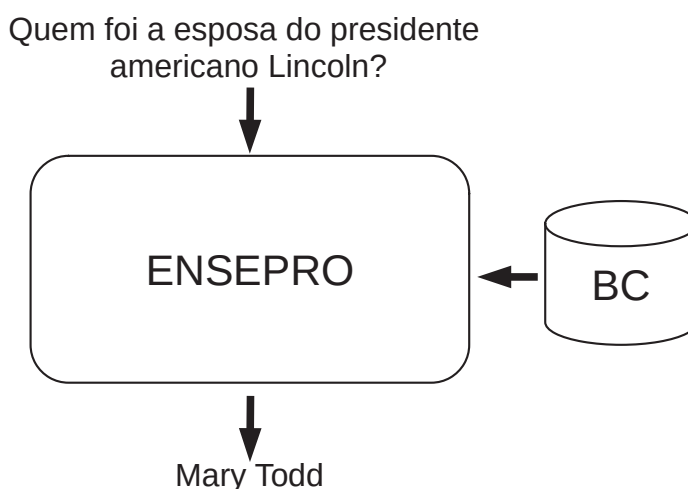 Quem foi a esposa do presidente
americano Lincoln?
ENSEPRO
BC
Mary Todd